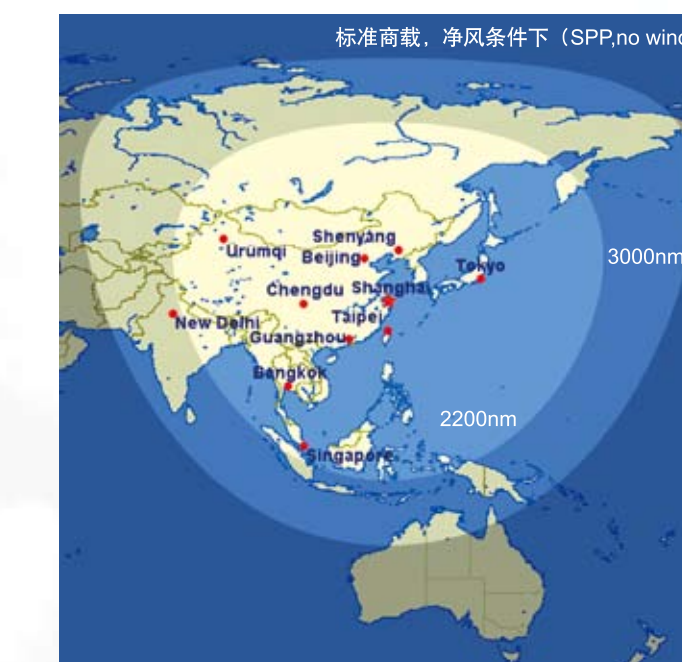 标准商载，净风条件下（SPP,no wind
Shenyang
Urumqi
Beijing
3000nm
Tokyo
Chengdu
Shanghai
New Delhi
Taipei
Guangzhou
Bangkok
2200nm
Singapore